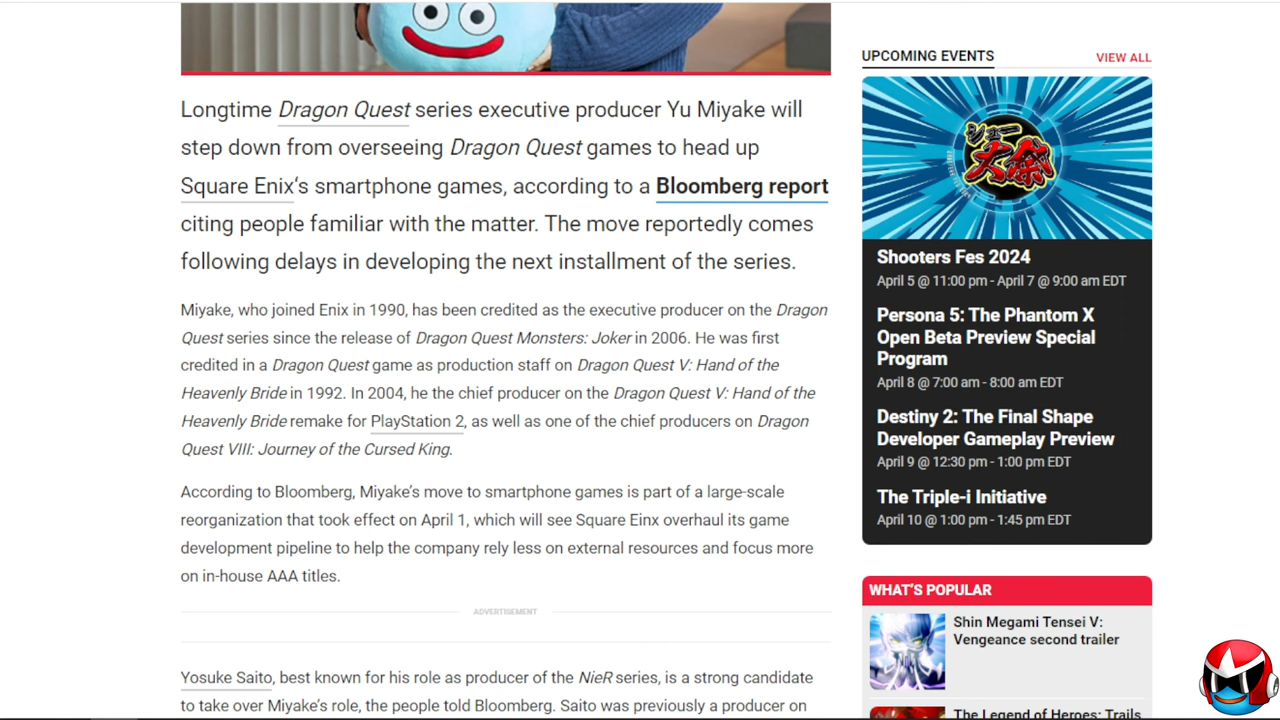 Longtime Dragon Quest series executive producer Yu Miyake will
step down from overseeing Dragon Quest games to head up
Square Enix‘s smartphone games, according to a Bloomberg report
citing people familiar with the matter. The move reportedly comes
following delays in developing the next installment of the series.
Miyake, who joined Enix in 1990, has been credited as the executive producer on the Dragon
Quest series since the release of Dragon Quest Monsters: Joker in 2006. He was first
credited in a Dragon Quest game as production staff on Dragon Quest V: Hand of the
Heavenly Bride in 1992. In 2004, he the chief producer on the Dragon Quest V: Hand of the
Heavenly Bride remake for PlayStation 2, as well as one of the chief producers on Dragon
Quest VIII: Journey of the Cursed King.
According to Bloomberg, Miyake’s move to smartphone games is part of a large-scale
reorganization that took effect on April 1, which will see Square Einx overhaul its game
development pipeline to help the company rely less on external resources and focus more
on in-house AAA titles.
ADVERTISEMENT
Yosuke Saito, best known for his role as producer of the NieR series, is a strong candidate
to take over Miyake’s role, the people told Bloomberg. Saito was previously a producer on
UPCOMING EVENTS
VIEW ALL
シュー
大祭
Shooters Fes 2024
April 5 @ 11:00 pm - April 7 @ 9:00 am EDT
Persona 5: The Phantom X
Open Beta Preview Special
Program
April 8 @ 7:00 am - 8:00 am EDT
Destiny 2: The Final Shape
Developer Gameplay Preview
April 9 @ 12:30 pm - 1:00 pm EDT
The Triple-i Initiative
April 10 @ 1:00 pm - 1:45 pm EDT
WHAT’S POPULAR
Shin Megami Tensei V:
Vengeance second trailer
The Legend of Heroes: Trails